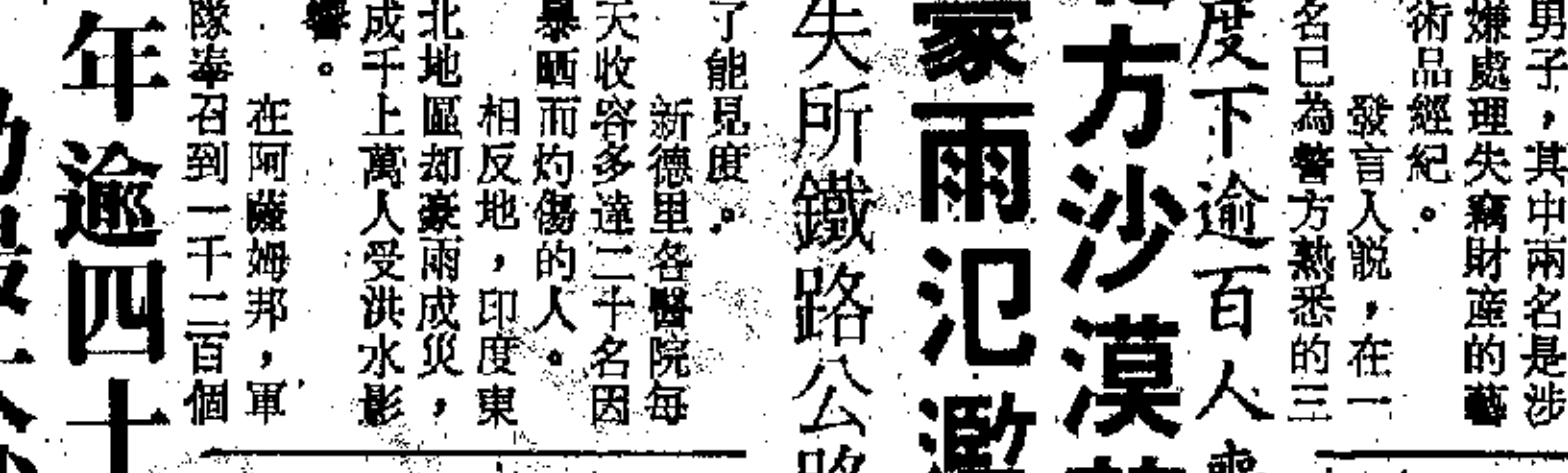 男子，其中兩名是涉
嫌處理失竊財産的藝
術品經紀。
發言人説，在一
名已為警方熟悉的三
度下逾百人喪
方沙漠
豪雨氾濫
失所鐵路公路
了能見度。
新德里各醫院每
天收容多達二十名因
暴晒而灼傷的人。
相反地，印度東
北地區却豪雨成災，
成千上萬人受洪水影
響。
在阿薩姆邦，軍
隊奉召到一千二百個
年逾四十